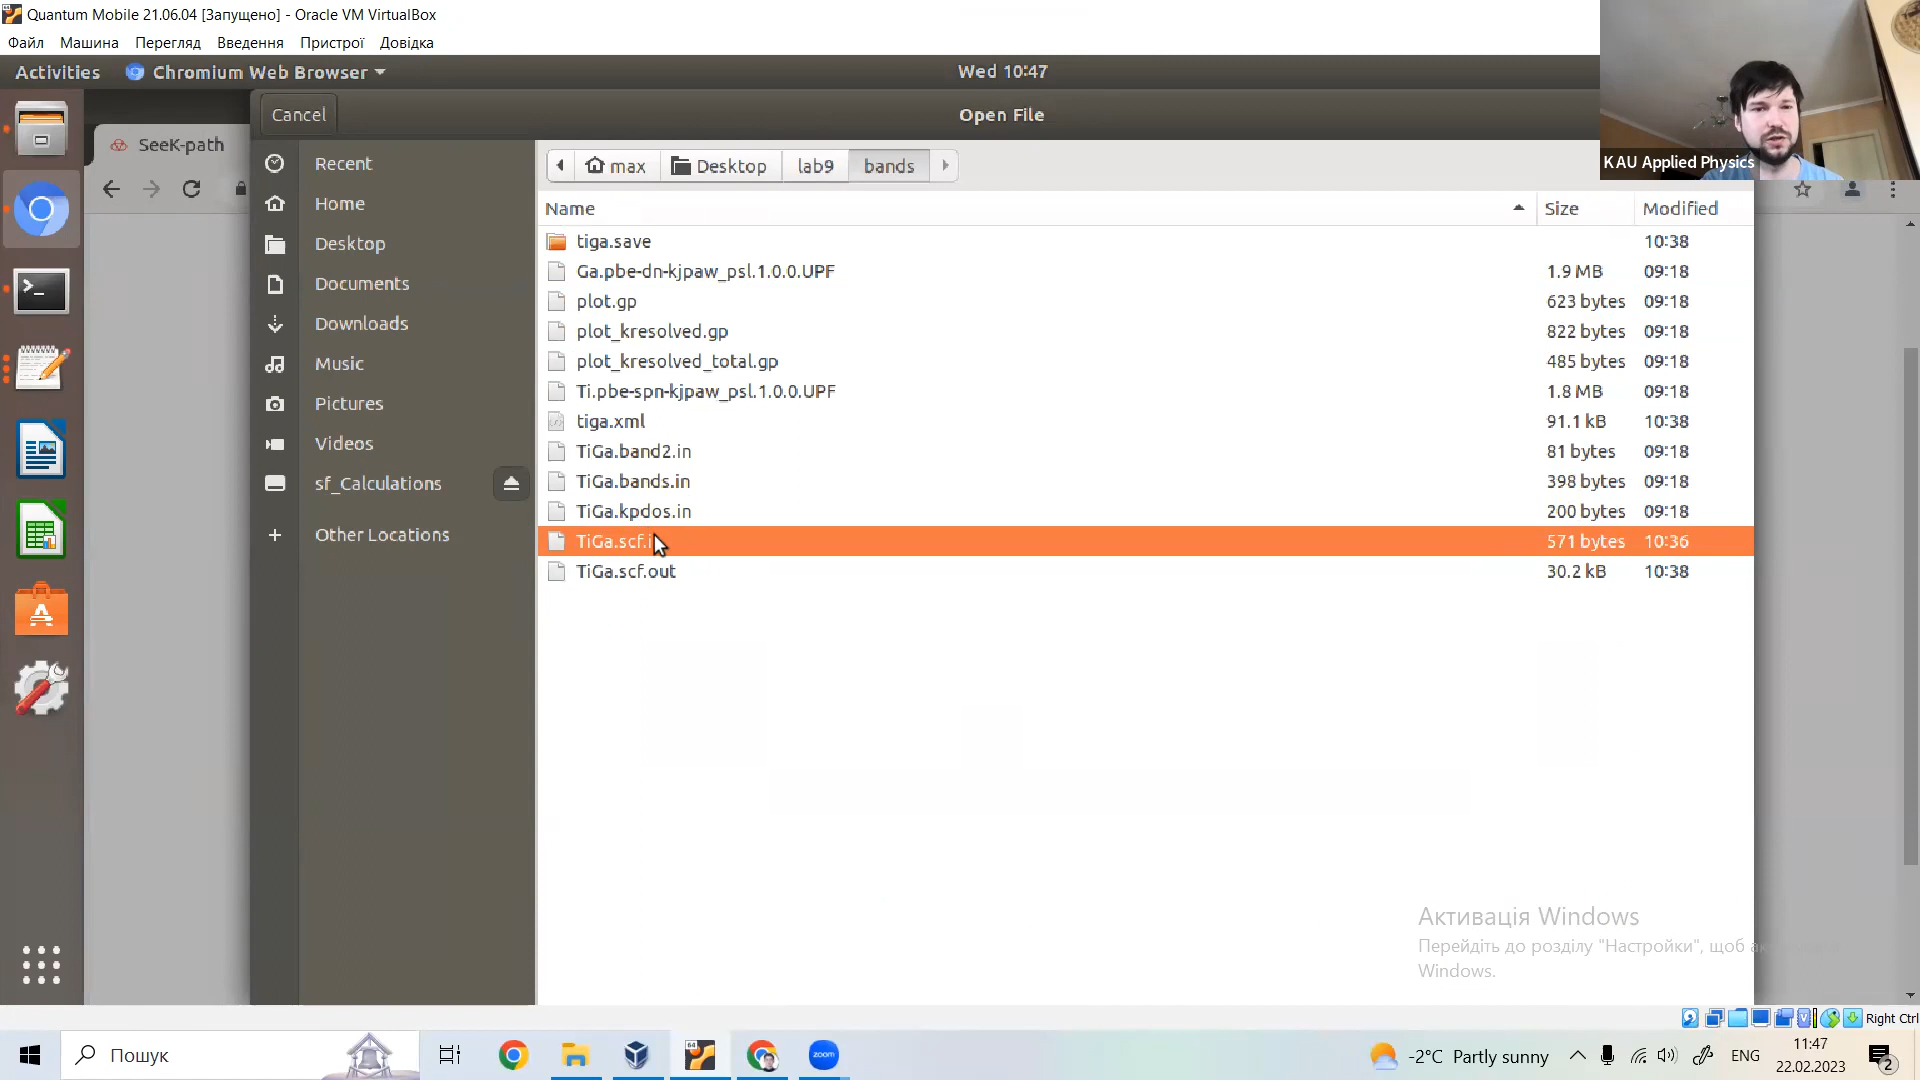 Quantum Mobile 21.06.04 [Запущено] - Oracle VM VirtualBox
Файл Машина Перегляд Введення Пристрої Довідка
Activities Chromium Web Browser Wed 10:47
Cancel Open File
SeeK-path
KAU Applied Physics
Recent
Home
Desktop
Documents
Downloads
Music
Pictures
Videos
sf_Calculations
Other Locations
max Desktop lab9 bands
Name Size Modified
tiga.save 10:38
Ga.pbe-dn-kjpaw_psl.1.0.0.UPF 1.9 MB 09:18
plot.gp 623 bytes 09:18
plot_kresolved.gp 822 bytes 09:18
plot_kresolved_total.gp 485 bytes 09:18
Ti.pbe-spn-kjpaw_psl.1.0.0.UPF 1.8 MB 09:18
tiga.xml 91.1 kB 10:38
TiGa.band2.in 81 bytes 09:18
TiGa.bands.in 398 bytes 09:18
TiGa.kpdos.in 200 bytes 09:18
TiGa.scf.i 571 bytes 10:36
TiGa.scf.out 30.2 kB 10:38
Активація Windows
Перейдіть до розділу "Настройки", щоб
Windows.
Right Ctrl
Пошук
64
zoom
-2°C Partly sunny
ENG
11:47
22.02.2023
2